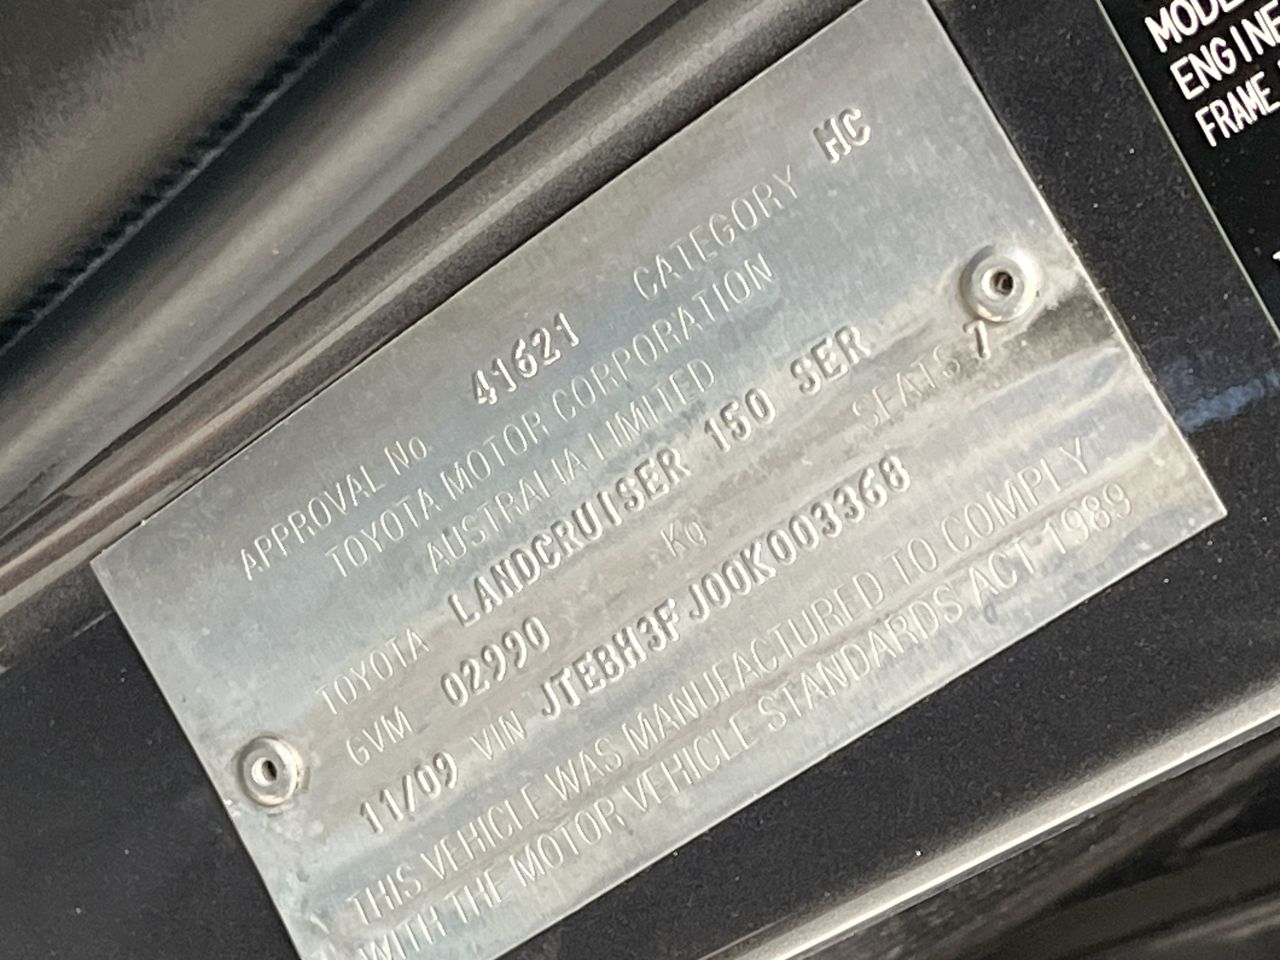 APPROVAL No. 41621 CATEGORY MC
TOYOTA MOTOR CORPORATION
AUSTRALIA LIMITED
TOYOTA LANDCRUISER 150 SER
GVM 02990 Kg SEATS 7
11/09 VIN JTEBH3FJ00K003368
THIS VEHICLE WAS MANUFACTURED TO COMPLY
WITH THE MOTOR VEHICLE STANDARDS ACT 1989
ENGINE
FRAME